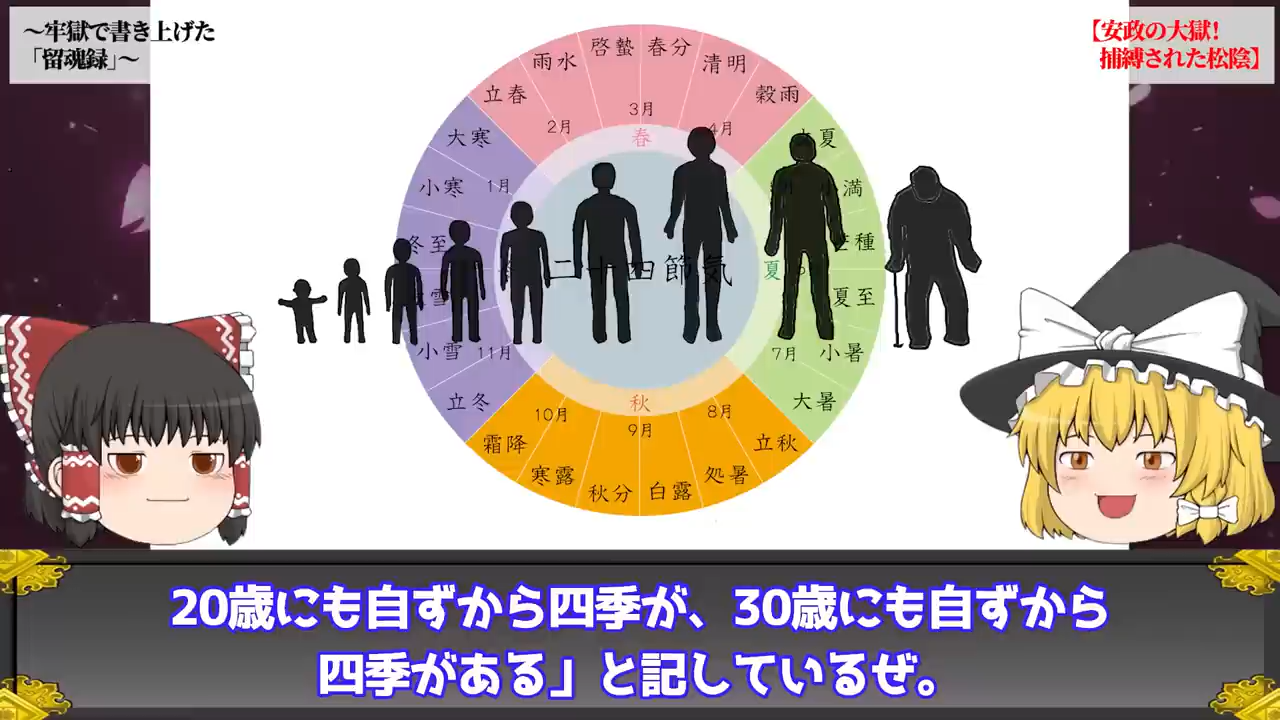 ～牢獄で書き上げた
「留魂録」～
【安政の大獄！
捕縛された松陰】
啓蟄
春分
雨水
清明
立春
穀雨
3月
2月
4月
春
大寒
夏
小寒
1月
満
冬至
種
二十四節気
夏
雪
夏至
小雪
11月
7月
小暑
立冬
大暑
秋
10月
8月
9月
霜降
立秋
寒露
処暑
秋分
白露
20歳にも自ずから四季が、30歳にも自ずから
四季がある」と記しているぜ。